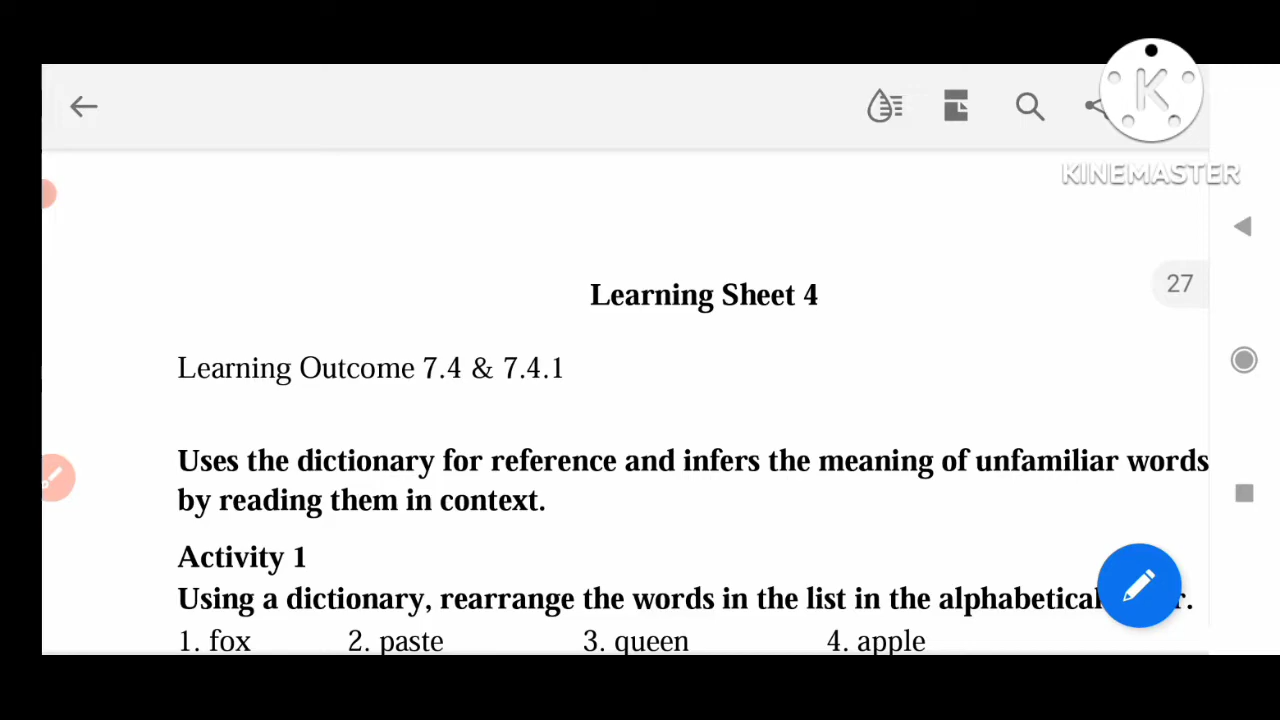 K
KINEMASTER
27
Learning Sheet 4
Learning Outcome 7.4 & 7.4.1
Uses the dictionary for reference and infers the meaning of unfamiliar words
by reading them in context.
Activity 1
Using a dictionary, rearrange the words in the list in the alphabetical r.
1. fox 2. paste 3. queen 4. apple